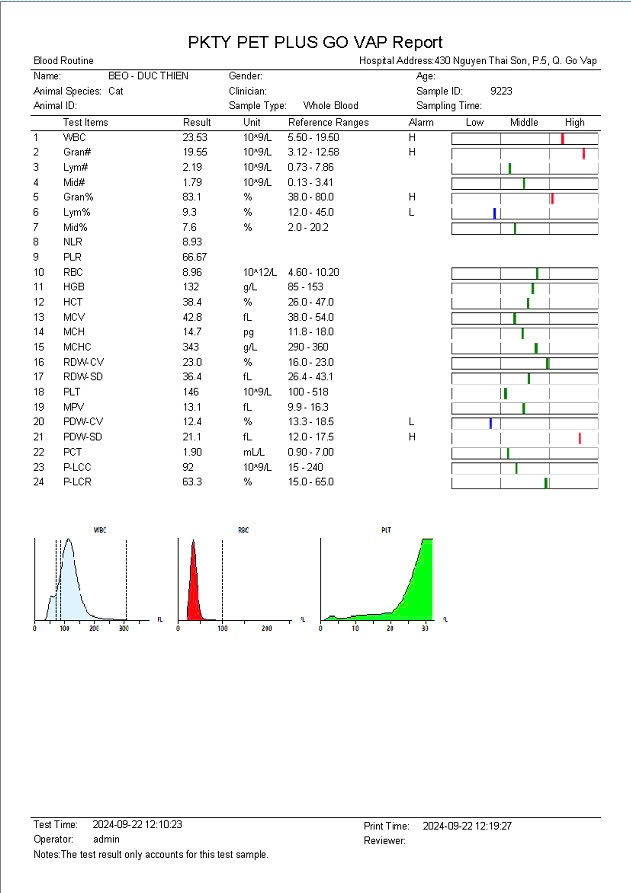 PKTY PET PLUS GO VAP Report
Blood Routine Hospital Address:430 Nguyen Thai Son, P.5, Q. Go Vap
Name: BEO - DUC THIEN Gender: Age:
Animal Species: Cat Clinician: Sample ID: 9223
Animal ID: Sample Type: Whole Blood Sampling Time:
Test Items Result Unit Reference Ranges Alarm Low Middle High
1 WBC 23.53 10^9/L 5.50 - 19.50 H
2 Gran# 19.55 10^9/L 3.12 - 12.58 H
3 Lym# 2.19 10^9/L 0.73 - 7.86
4 Mid# 1.79 10^9/L 0.13 - 3.41
5 Gran% 83.1 % 38.0 - 80.0 H
6 Lym% 9.3 % 12.0 - 45.0 L
7 Mid% 7.6 % 2.0 - 20.2
8 NLR 8.93
9 PLR 66.67
10 RBC 8.96 10^12/L 4.60 - 10.20
11 HGB 132 g/L 85 - 153
12 HCT 38.4 % 26.0 - 47.0
13 MCV 42.8 fL 38.0 - 54.0
14 MCH 14.7 pg 11.8 - 18.0
15 MCHC 343 g/L 290 - 360
16 RDW-CV 23.0 % 16.0 - 23.0
17 RDW-SD 36.4 fL 26.4 - 43.1
18 PLT 146 10^9/L 100 - 518
19 MPV 13.1 fL 9.9 - 16.3
20 PDW-CV 12.4 % 13.3 - 18.5 L
21 PDW-SD 21.1 fL 12.0 - 17.5 H
22 PCT 1.90 mL/L 0.90 - 7.00
23 P-LCC 92 10^9/L 15 - 240
24 P-LCR 63.3 % 15.0 - 65.0
WBC RBC PLT
0 100 200 300 fL 0 100 200 fL 0 10 20 30 fL
Test Time: 2024-09-22 12:10:23 Print Time: 2024-09-22 12:19:27
Operator: admin Reviewer:
Notes:The test result only accounts for this test sample.